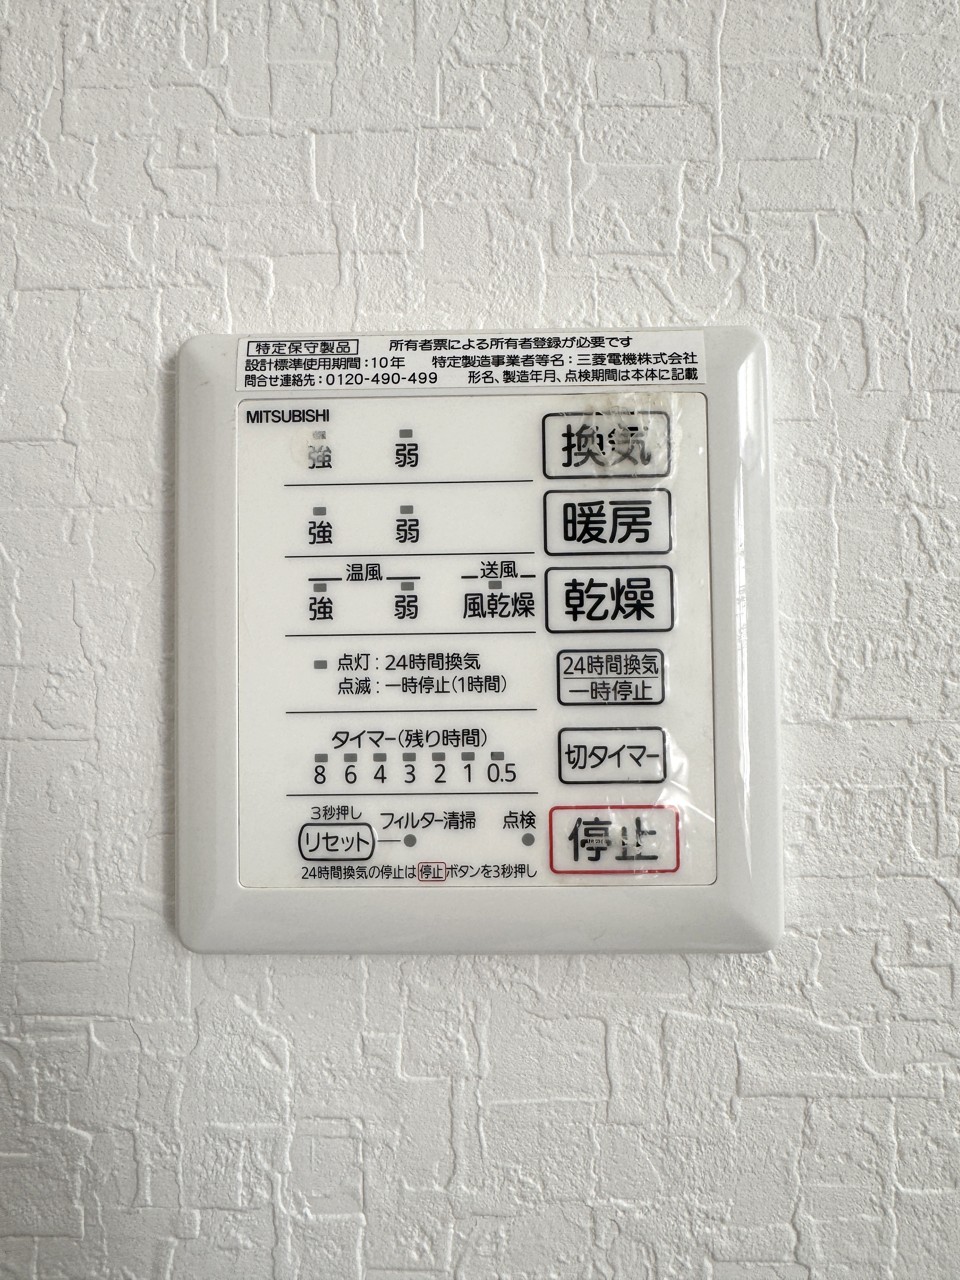 特定保守製品 所有者票による所有者登録が必要です
設計標準使用期間:10年 特定製造事業者等名:三菱電機株式会社
問合せ連絡先:0120-490-499 形名、製造年月、点検期間は本体に記載
MITSUBISHI
強 弱 換気
強 弱 暖房
温風 送風
強 弱 風乾燥 乾燥
点灯:24時間換気 24時間換気
点滅:一時停止(1時間) 一時停止
タイマー(残り時間) 切タイマー
8 6 4 3 2 1 0.5
3秒押し
リセット フィルター清掃 点検 停止
24時間換気の停止は停止ボタンを3秒押し